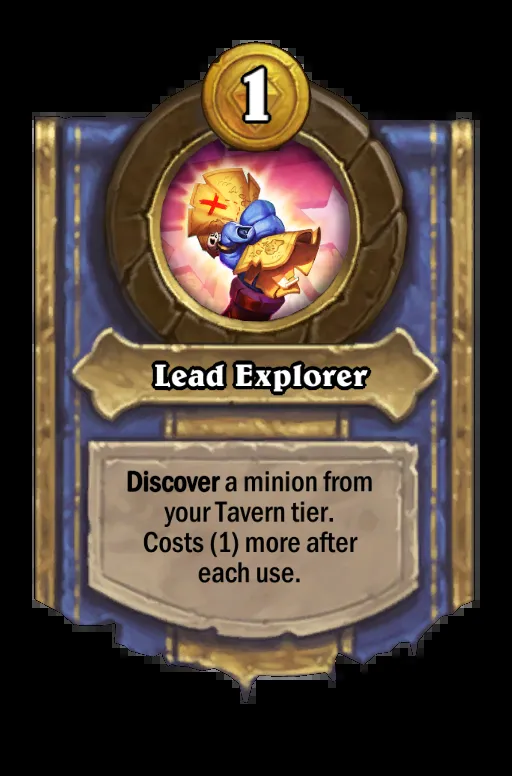 1
Lead Explorer
Discover a minion from
your Tavern tier.
Costs (1) more after
each use.